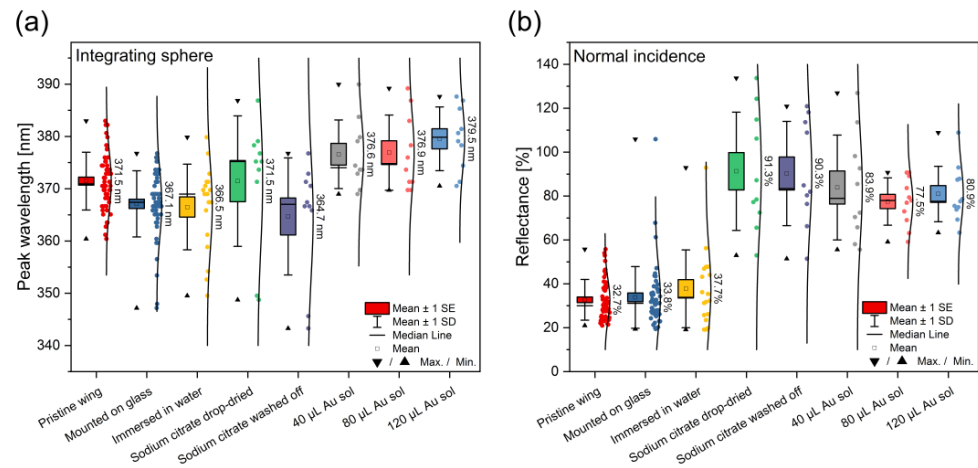 (a)
Integrating sphere
Peak wavelength [nm]
390
380
370
360
350
340
371.5 nm
367.1 nm
366.5 nm
371.5 nm
364.7 nm
376.6 nm
376.9 nm
379.5 nm
Mean ± 1 SE
Mean ± 1 SD
Median Line
Mean
▼ / ▲ Max. / Min.
Pristine wing
Mounted on glass
Immersed in water
Sodium citrate drop-dried
Sodium citrate washed off
40 µL Au sol
80 µL Au sol
120 µL Au sol
(b)
Normal incidence
Reflectance [%]
140
120
100
80
60
40
20
0
32.7%
33.8%
37.7%
91.3%
90.3%
83.9%
77.5%
80.9%
Mean ± 1 SE
Mean ± 1 SD
Median Line
Mean
▼ / ▲ Max. / Min.
Pristine wing
Mounted on glass
Immersed in water
Sodium citrate drop-dried
Sodium citrate washed off
40 µL Au sol
80 µL Au sol
120 µL Au sol